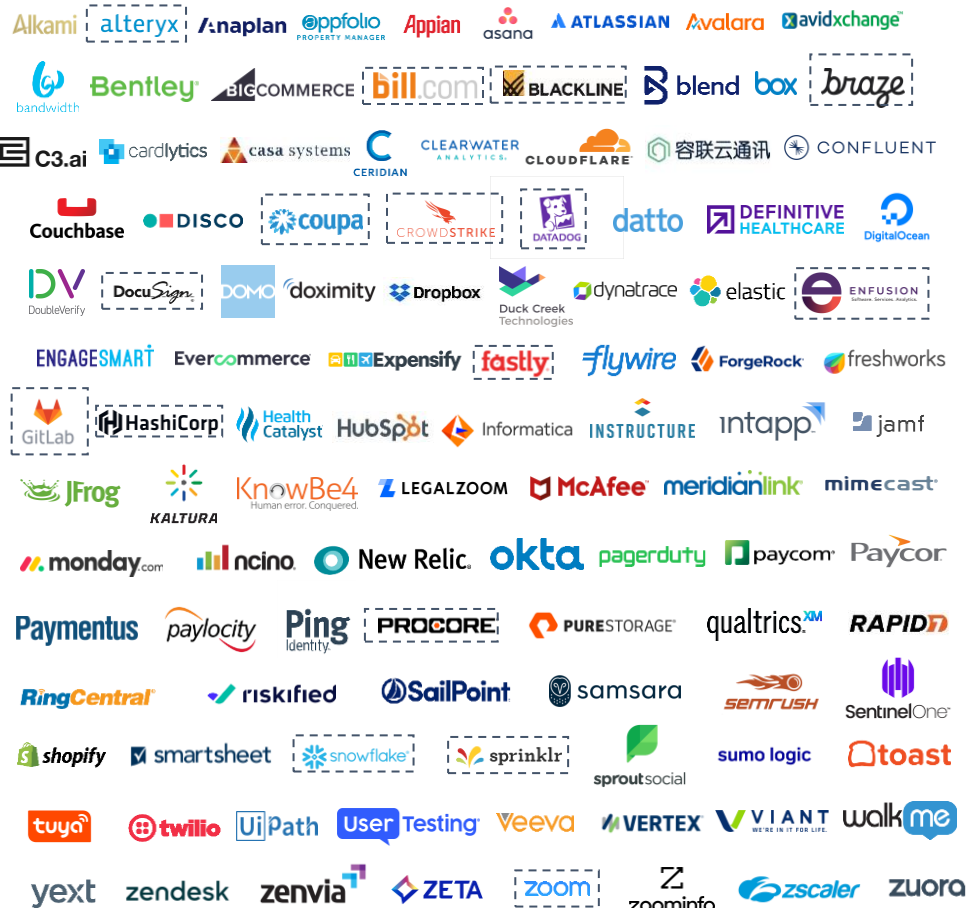 Alkami alteryx Anaplan appfolio PROPERTY MANAGER Appian asana ATLASSIAN Avalara avidxchange™
bandwidth Bentley® BIGCOMMERCE bill.com BLACKLINE blend box braze
C3.ai cardlytics casa systems CERIDIAN CLEARWATER ANALYTICS. CLOUDFLARE 容联云通讯 CONFLUENT
Couchbase DISCO coupa CROWDSTRIKE DATADOG datto DEFINITIVE HEALTHCARE DigitalOcean
DV DoubleVerify DocuSign DOMO doximity Dropbox Duck Creek Technologies dynatrace elastic ENFUSION Software. Services. Analytics.
ENGAGESMART EverCommerce Expensify fastly flywire ForgeRock freshworks
GitLab HashiCorp Health Catalyst HubSpot Informatica INSTRUCTURE intapp jamf
JFrog KALTURA KnowBe4 Human error. Conquered. LEGALZOOM McAfee™ meridianlink® mimecast®
monday.com ncino New Relic. okta pagerduty paycom® Paycor
Paymentus paylocity Ping Identity PROCORE PURESTORAGE® qualtrics.XM RAPID7
RingCentral® riskified SailPoint samsara semrush SentinelOne™
shopify smartsheet snowflake® sprinklr sproutsocial sumo logic toast
tuya twilio UiPath UserTesting Veeva VERTEX VIANT WE'RE IN IT FOR LIFE. walkme
yext zendesk zenvia ZETA zoom zoominfo zscaler zuora